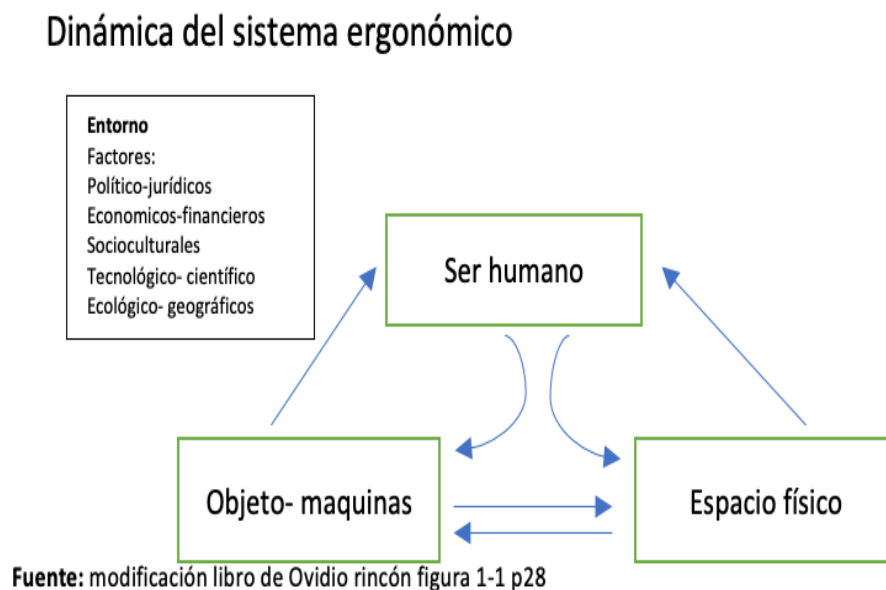 Dinámica del sistema ergonómico
Entorno
Factores:
Político-jurídicos
Economicos-financieros
Socioculturales
Tecnológico- científico
Ecológico- geográficos
Ser humano
Objeto- maquinas
Espacio físico
Fuente: modificación libro de Ovidio rincón figura 1-1 p28